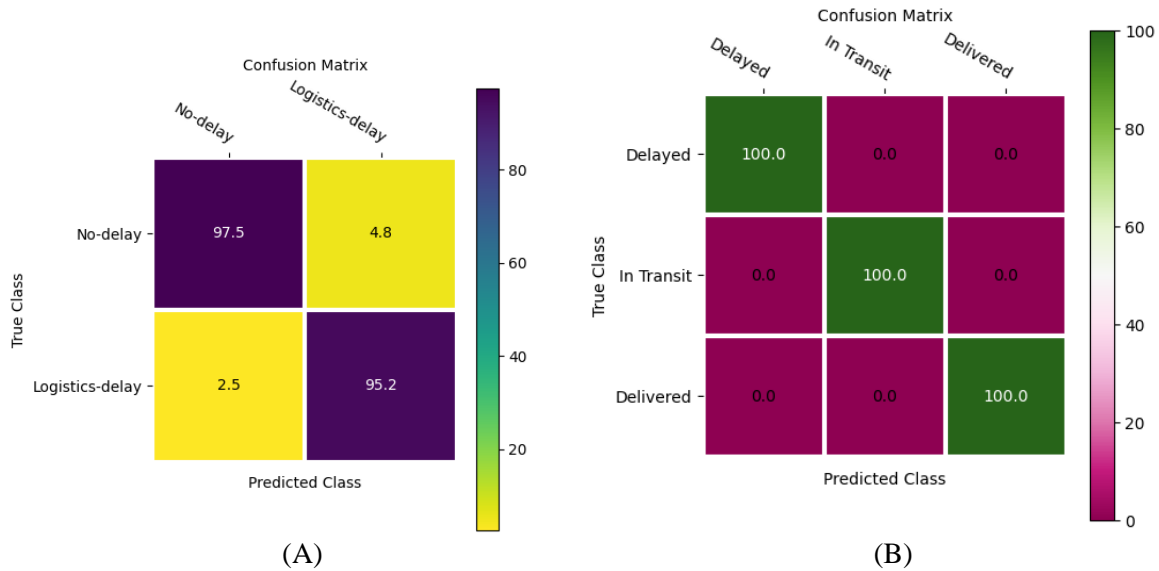 Confusion Matrix
No-delay
Logistics-delay
True Class
No-delay
97.5
4.8
Logistics-delay
2.5
95.2
Predicted Class
80
60
40
20
(A)
Confusion Matrix
Delayed
In Transit
Delivered
True Class
Delayed
100.0
0.0
0.0
In Transit
0.0
100.0
0.0
Delivered
0.0
0.0
100.0
Predicted Class
100
80
60
40
20
0
(B)